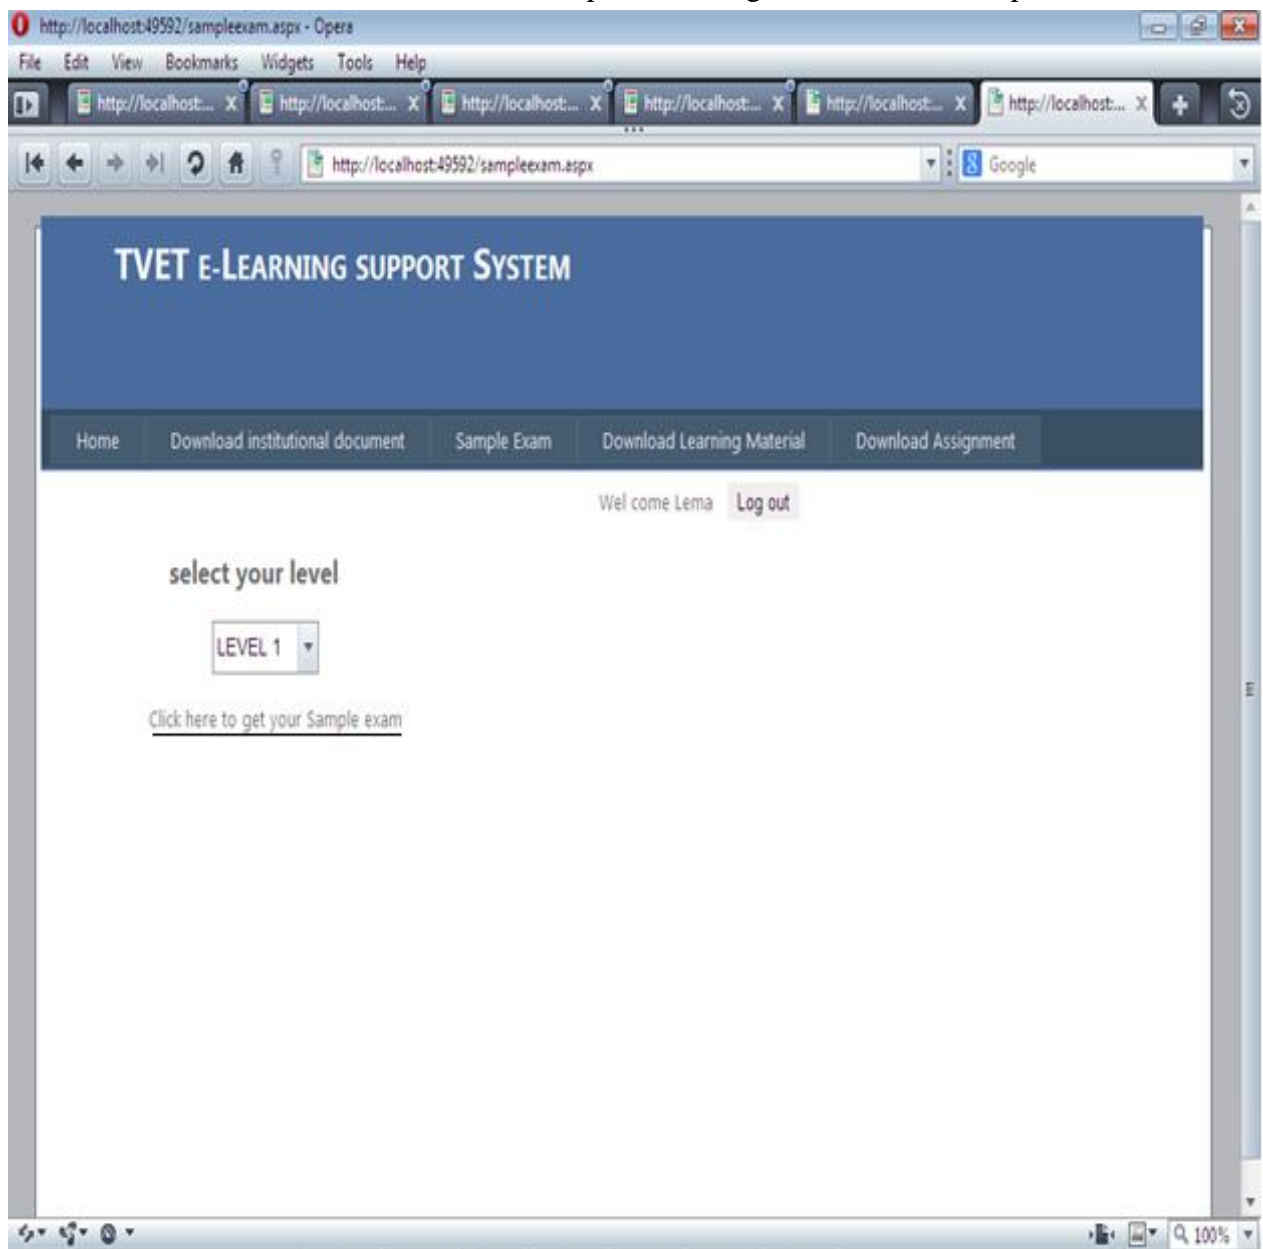 http://localhost:49592/sampleexam.aspx - Opera
File Edit View Bookmarks Widgets Tools Help
http://localhost:... http://localhost:... http://localhost:... http://localhost:... http://localhost:... http://localhost:...
http://localhost:49592/sampleexam.aspx Google
TVET E-LEARNING SUPPORT SYSTEM
Home Download institutional document Sample Exam Download Learning Material Download Assignment
Wel come Lema Log out
select your level
LEVEL 1
Click here to get your Sample exam
100%